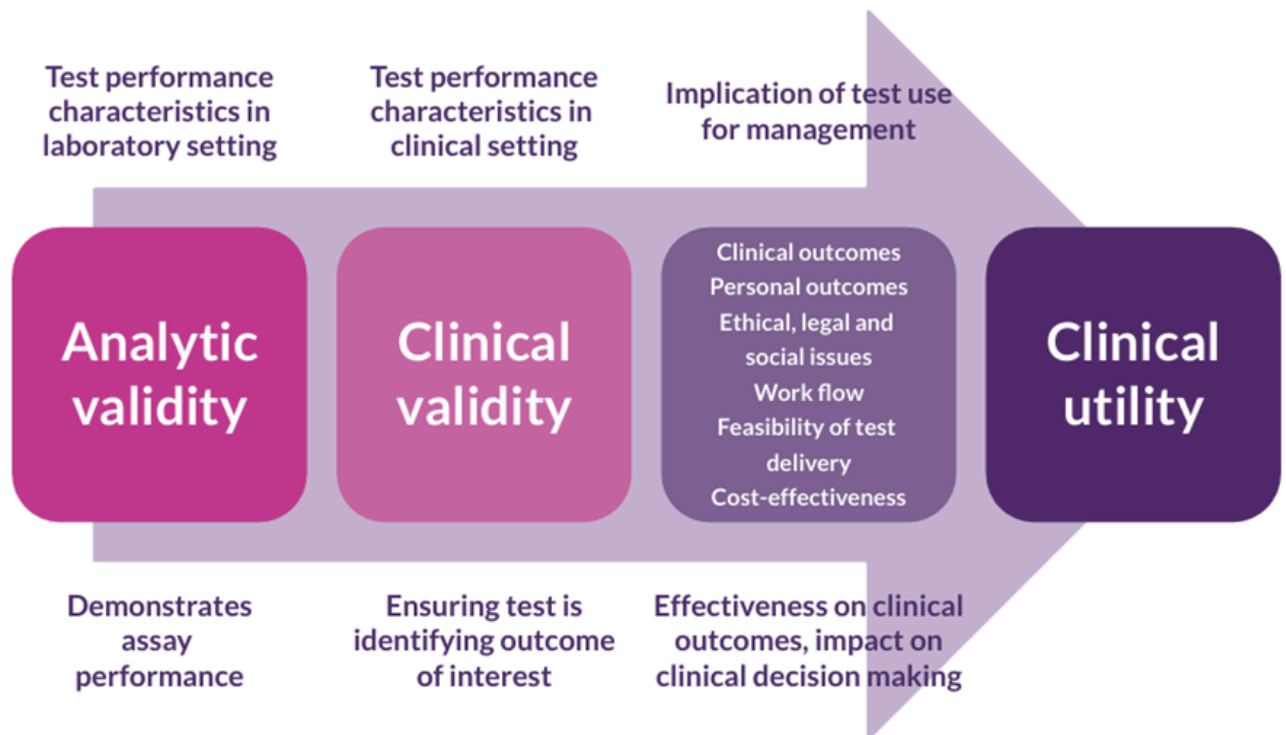 Test performance
characteristics in
laboratory setting
Test performance
characteristics in
clinical setting
Implication of test use
for management
Analytic
validity
Clinical
validity
Clinical outcomes
Personal outcomes
Ethical, legal and
social issues
Work flow
Feasibility of test
delivery
Cost-effectiveness
Clinical
utility
Demonstrates
assay
performance
Ensuring test is
identifying outcome
of interest
Effectiveness on clinical
outcomes, impact on
clinical decision making